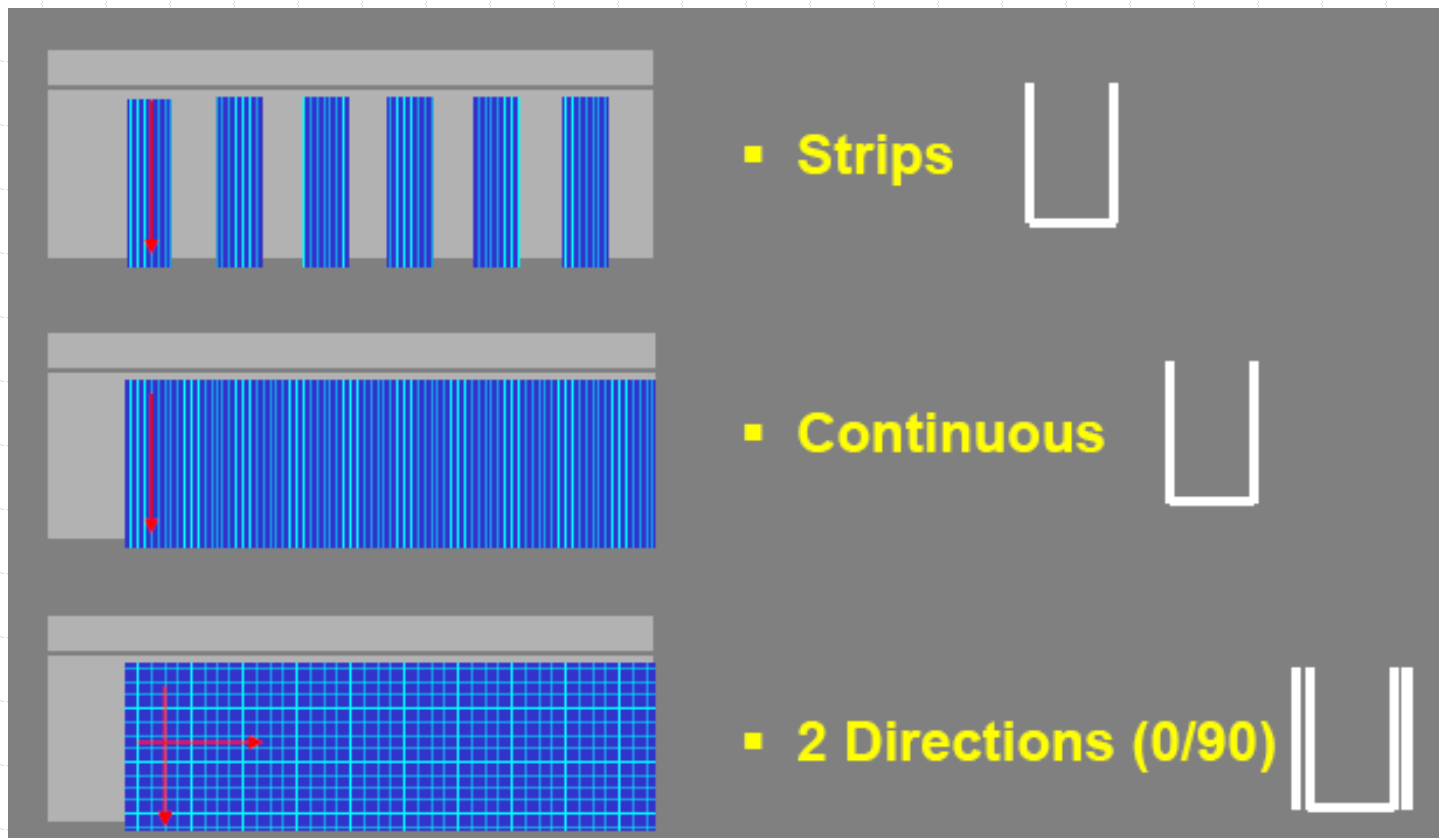 ▪ Strips
▪ Continuous
▪ 2 Directions (0/90)